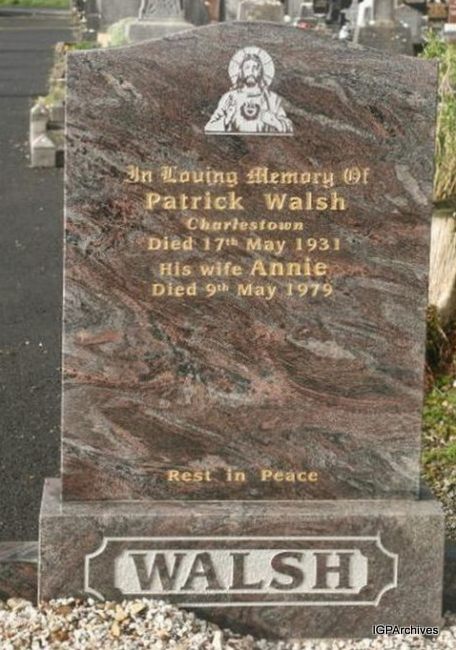 In Loving Memory Of
Patrick Walsh
Charlestown
Died 17th May 1931
His wife Annie
Died 9th May 1979
Rest in Peace
WALSH
IGPArchives